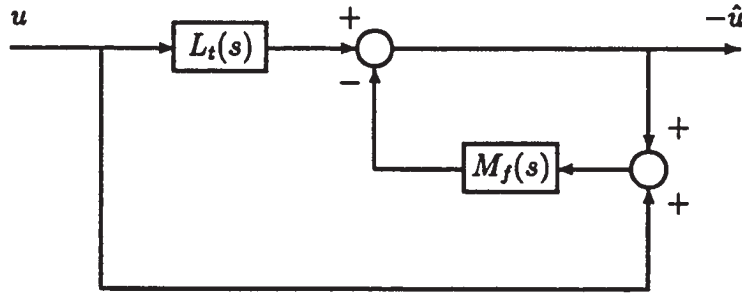 u
L_t(s)
+
−
−û
+
M_f(s)
+